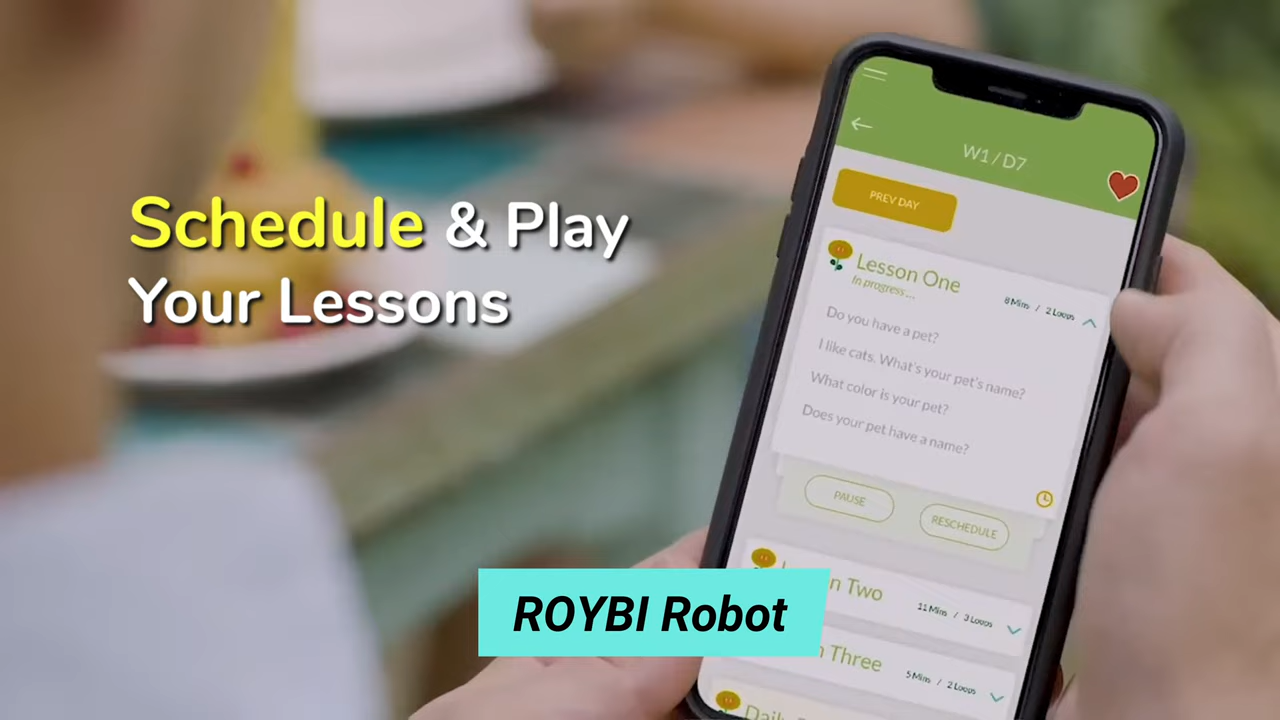 Schedule & Play
Your Lessons
W1 / D7
PREV DAY
Lesson One
In progress...
8 Mins / 2 Loops
Do you have a pet?
I like cats. What's your pet's name?
What color is your pet?
Does your pet have a name?
PAUSE
RESCHEDULE
Two
11 Mins / 3 Loops
Three
5 Mins / 2 Loops
ROYBI Robot